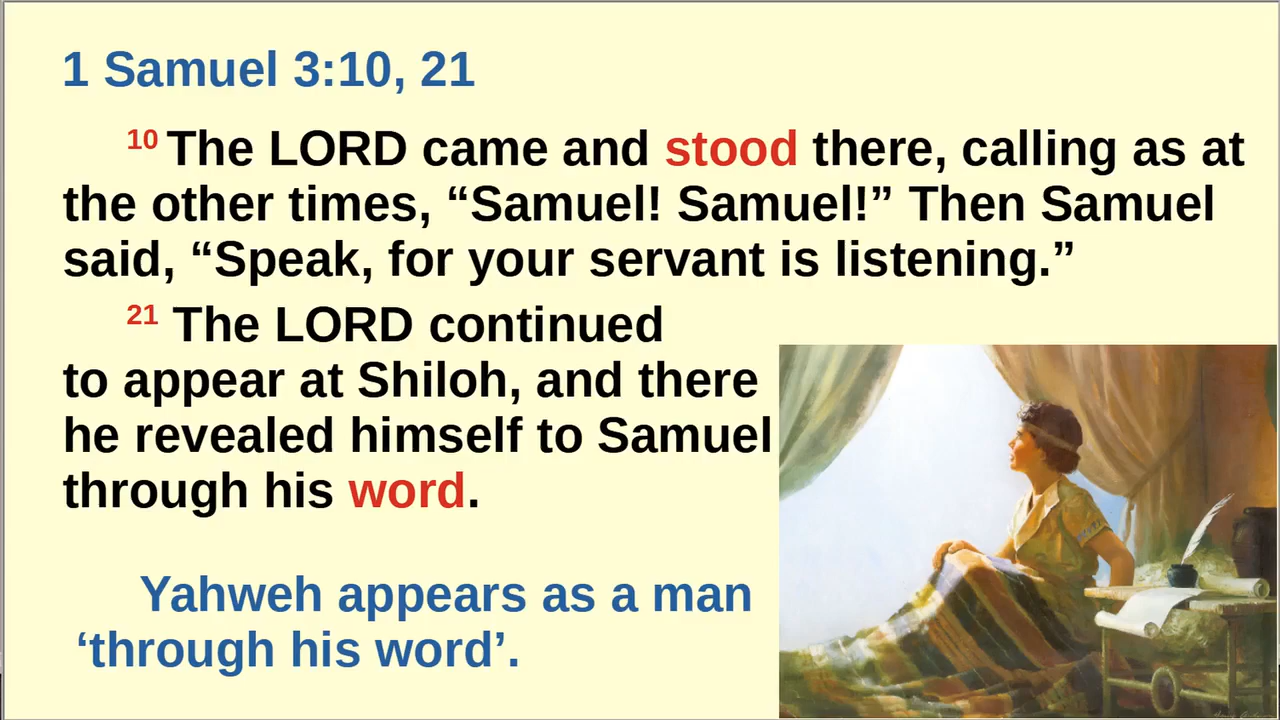 1 Samuel 3:10, 21
10 The LORD came and stood there, calling as at
the other times, “Samuel! Samuel!” Then Samuel
said, “Speak, for your servant is listening.”
21 The LORD continued
to appear at Shiloh, and there
he revealed himself to Samuel
through his word.
Yahweh appears as a man
‘through his word’.